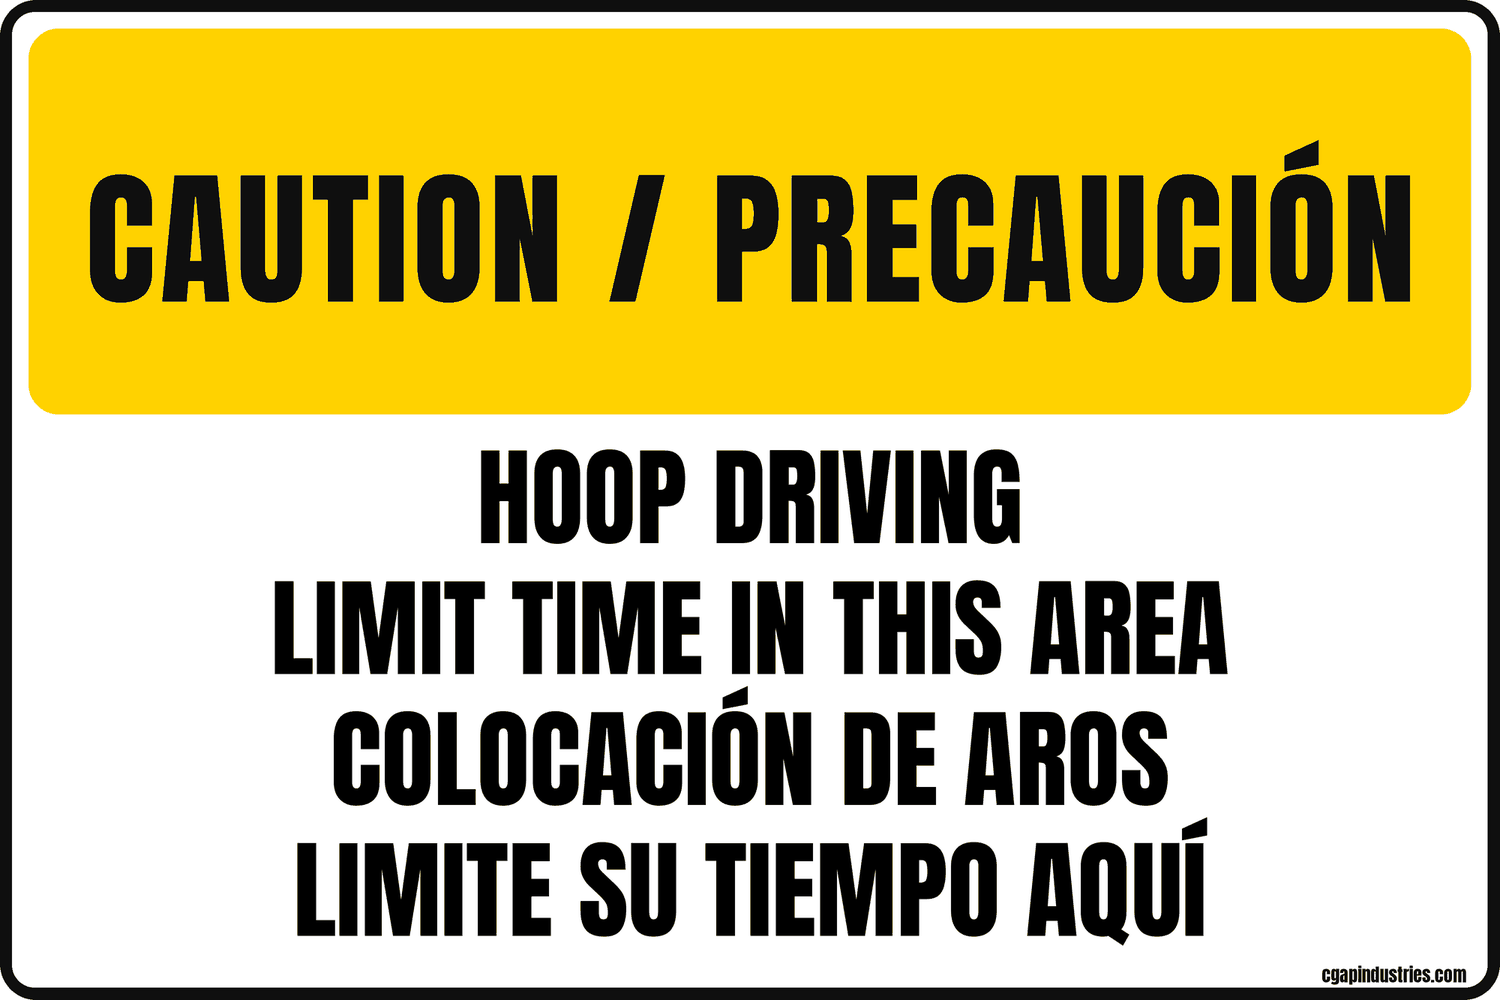 CAUTION / PRECAUCIÓN
HOOP DRIVING
LIMIT TIME IN THIS AREA
COLOCACIÓN DE AROS
LIMITE SU TIEMPO AQUÍ
cgapindustries.com